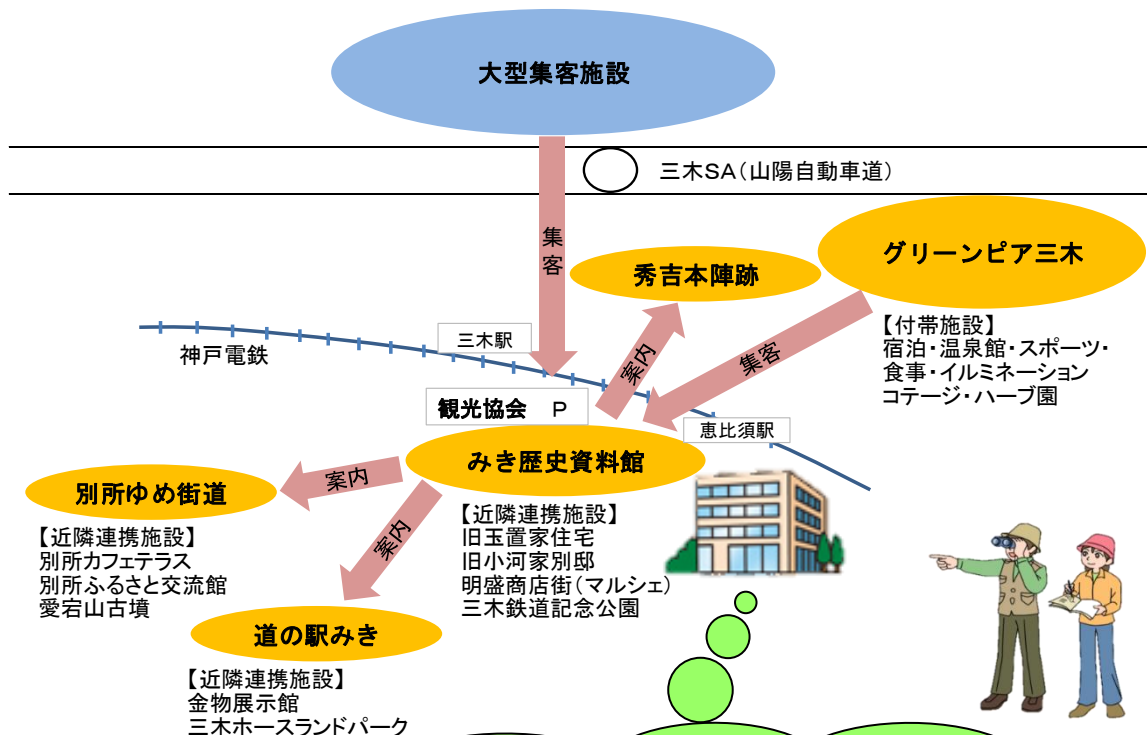 大型集客施設
三木SA(山陽自動車道)
集客
秀吉本陣跡
グリーンピア三木
【付帯施設】
宿泊・温泉館・スポーツ・
食事・イルミネーション
コテージ・ハーブ園
三木駅
神戸電鉄
案内
集客
観光協会 P
恵比須駅
みき歴史資料館
【近隣連携施設】
旧玉置家住宅
旧小河家別邸
明盛商店街(マルシェ)
三木鉄道記念公園
案内
別所ゆめ街道
【近隣連携施設】
別所カフェテラス
別所ふるさと交流館
愛宕山古墳
案内
道の駅みき
【近隣連携施設】
金物展示館
三木ホースランドパーク